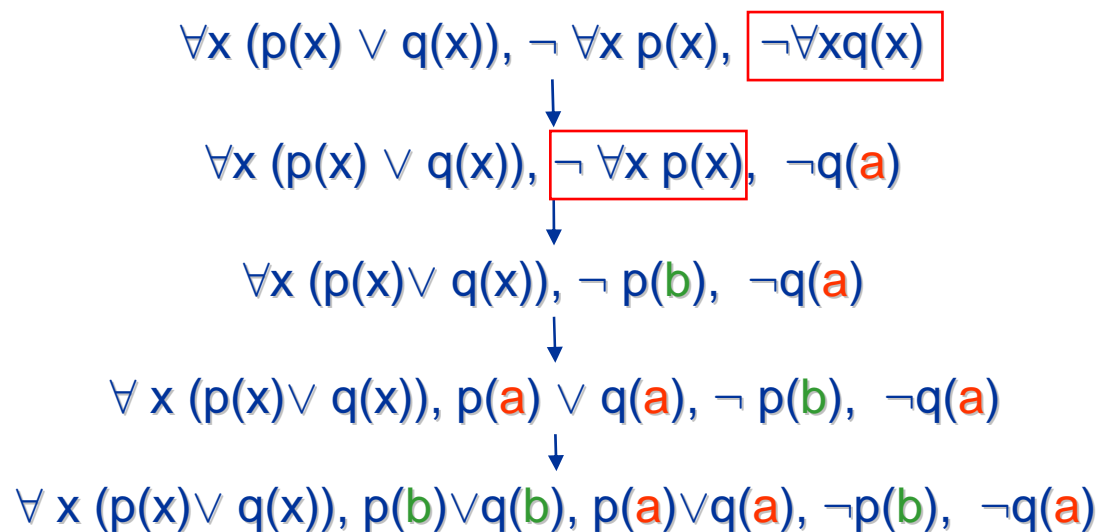 ∀x (p(x) ∨ q(x)), ¬ ∀x p(x), ¬∀xq(x)
∀x (p(x) ∨ q(x)), ¬ ∀x p(x), ¬q(a)
∀x (p(x)∨ q(x)), ¬ p(b), ¬q(a)
∀ x (p(x)∨ q(x)), p(a) ∨ q(a), ¬ p(b), ¬q(a)
∀ x (p(x)∨ q(x)), p(b)∨q(b), p(a)∨q(a), ¬p(b), ¬q(a)